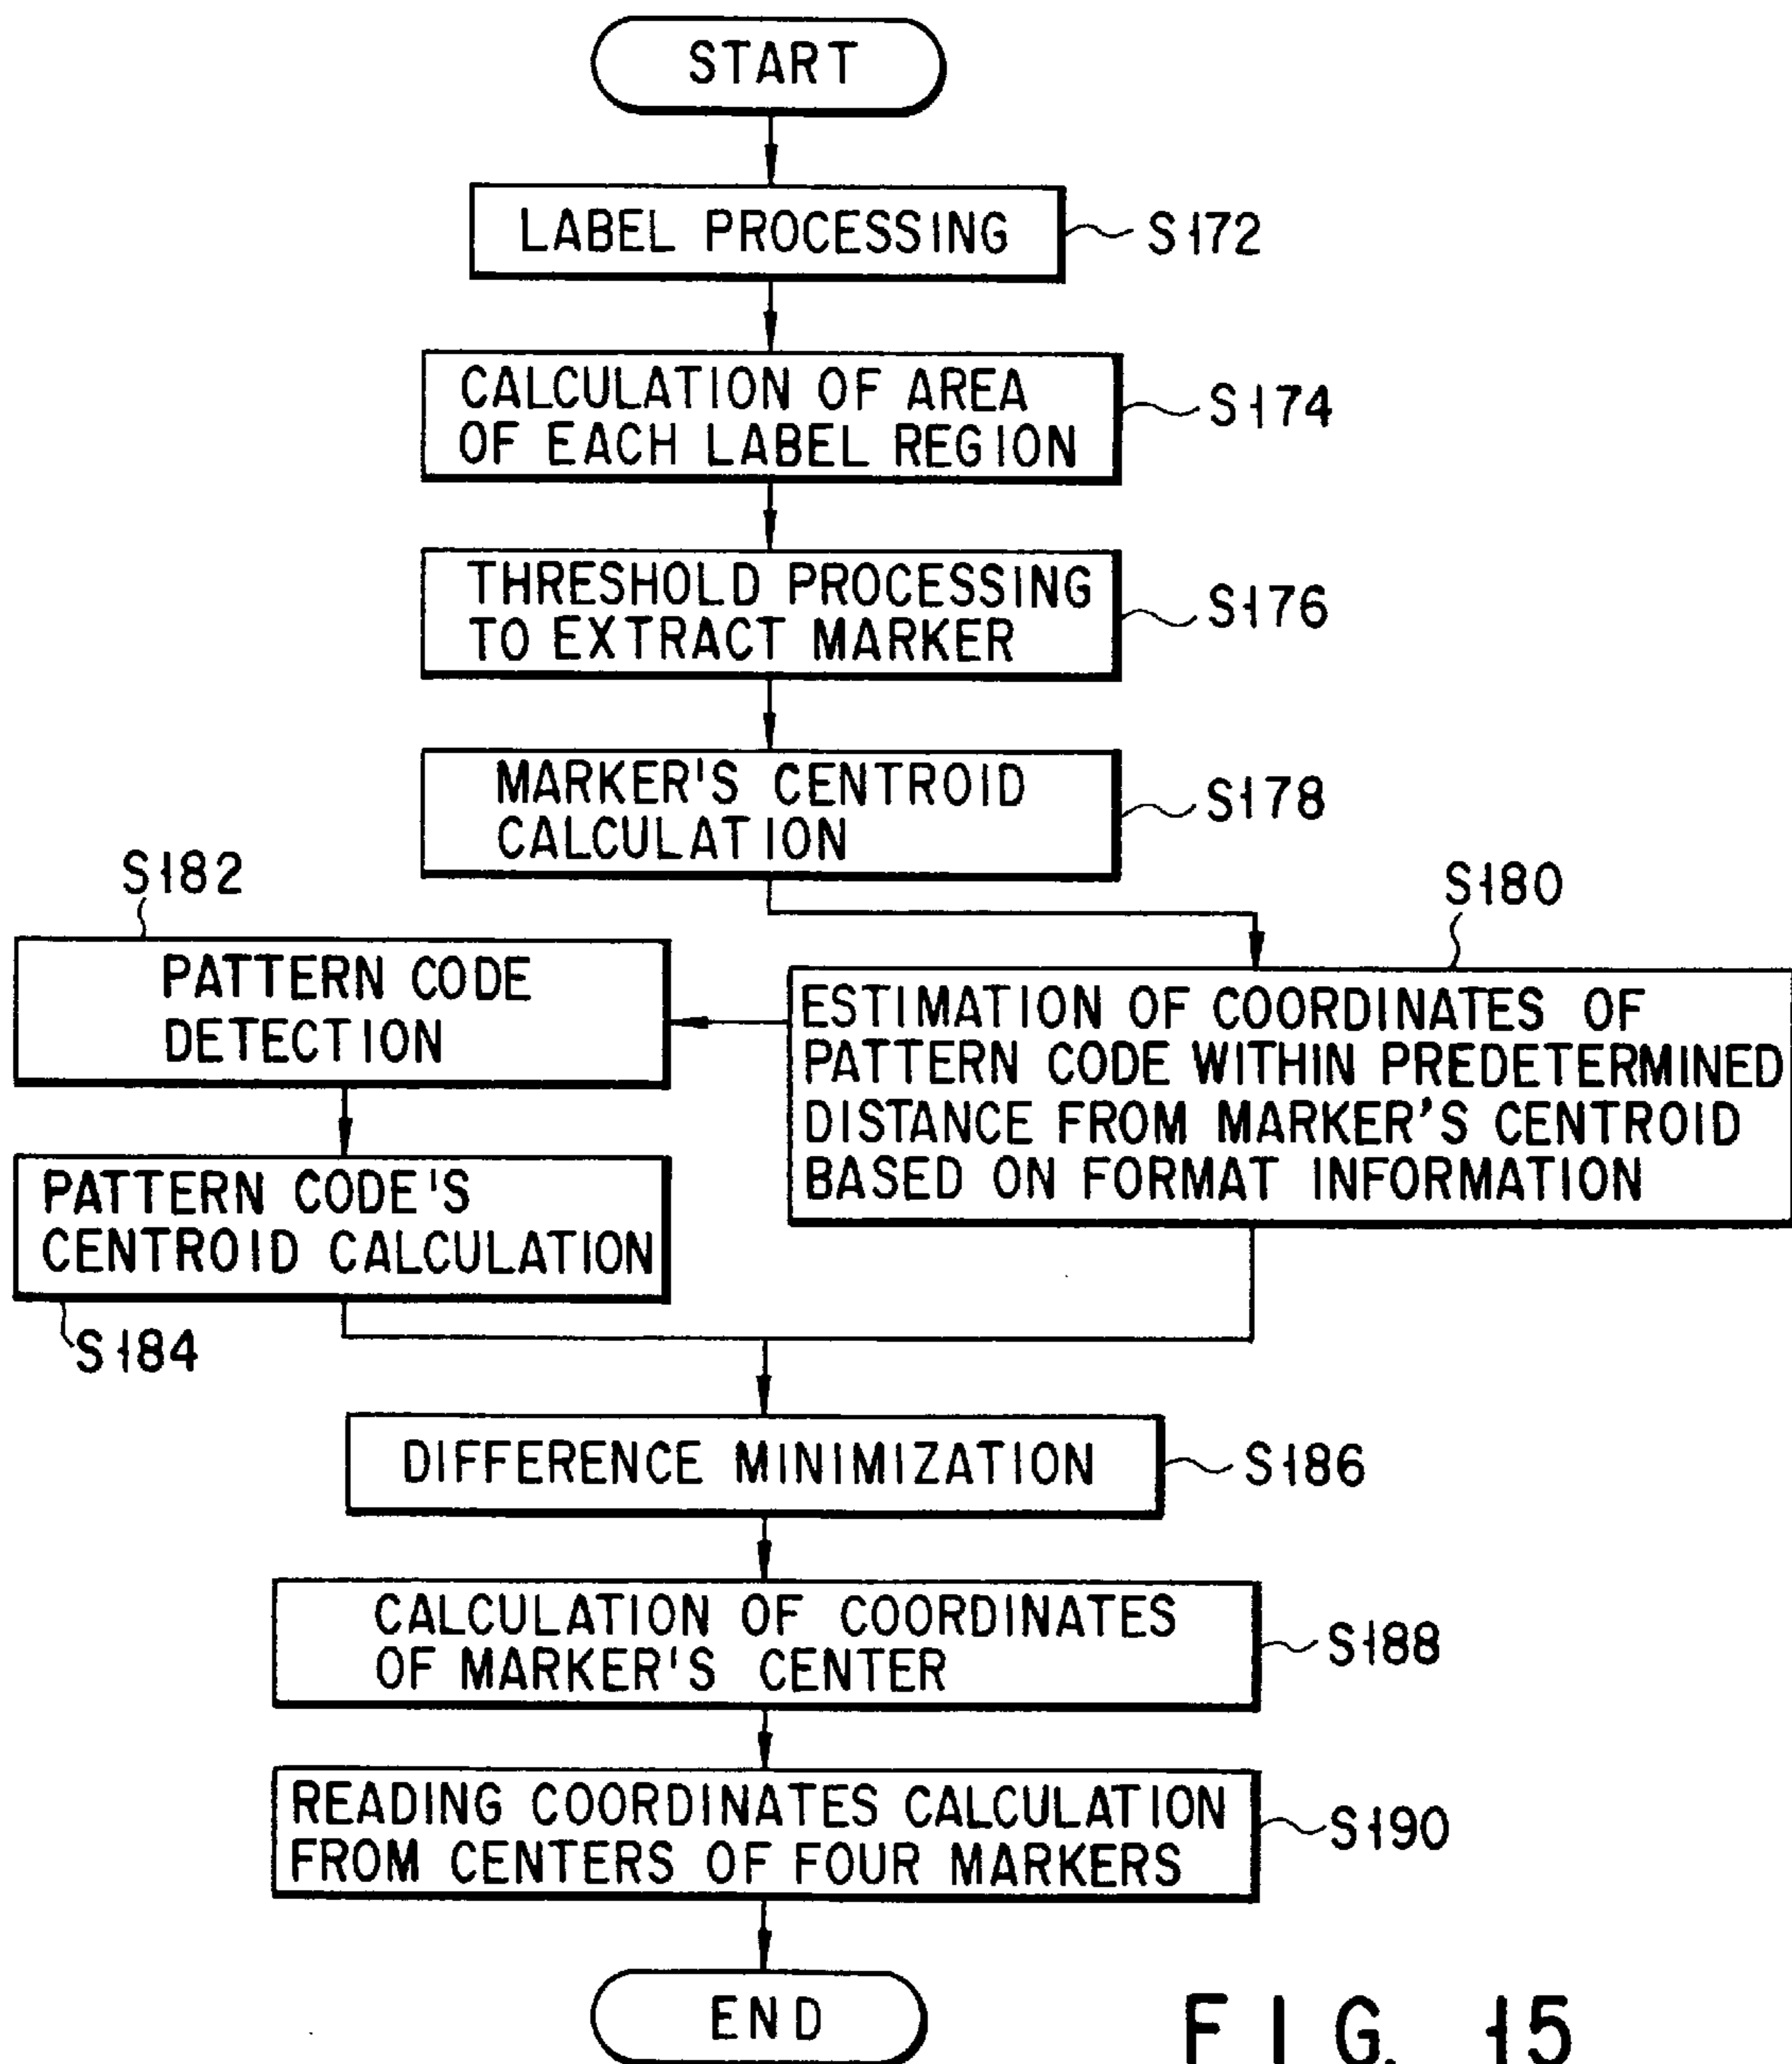 START
LABEL PROCESSING
S172
CALCULATION OF AREA
OF EACH LABEL REGION
S174
THRESHOLD PROCESSING
TO EXTRACT MARKER
S176
MARKER'S CENTROID
CALCULATION
S178
S182
PATTERN CODE
DETECTION
S180
ESTIMATION OF COORDINATES OF
PATTERN CODE WITHIN PREDETERMINED
DISTANCE FROM MARKER'S CENTROID
BASED ON FORMAT INFORMATION
PATTERN CODE'S
CENTROID CALCULATION
S184
DIFFERENCE MINIMIZATION
S186
CALCULATION OF COORDINATES
OF MARKER'S CENTER
S188
READING COORDINATES CALCULATION
FROM CENTERS OF FOUR MARKERS
S190
END
FIG. 15